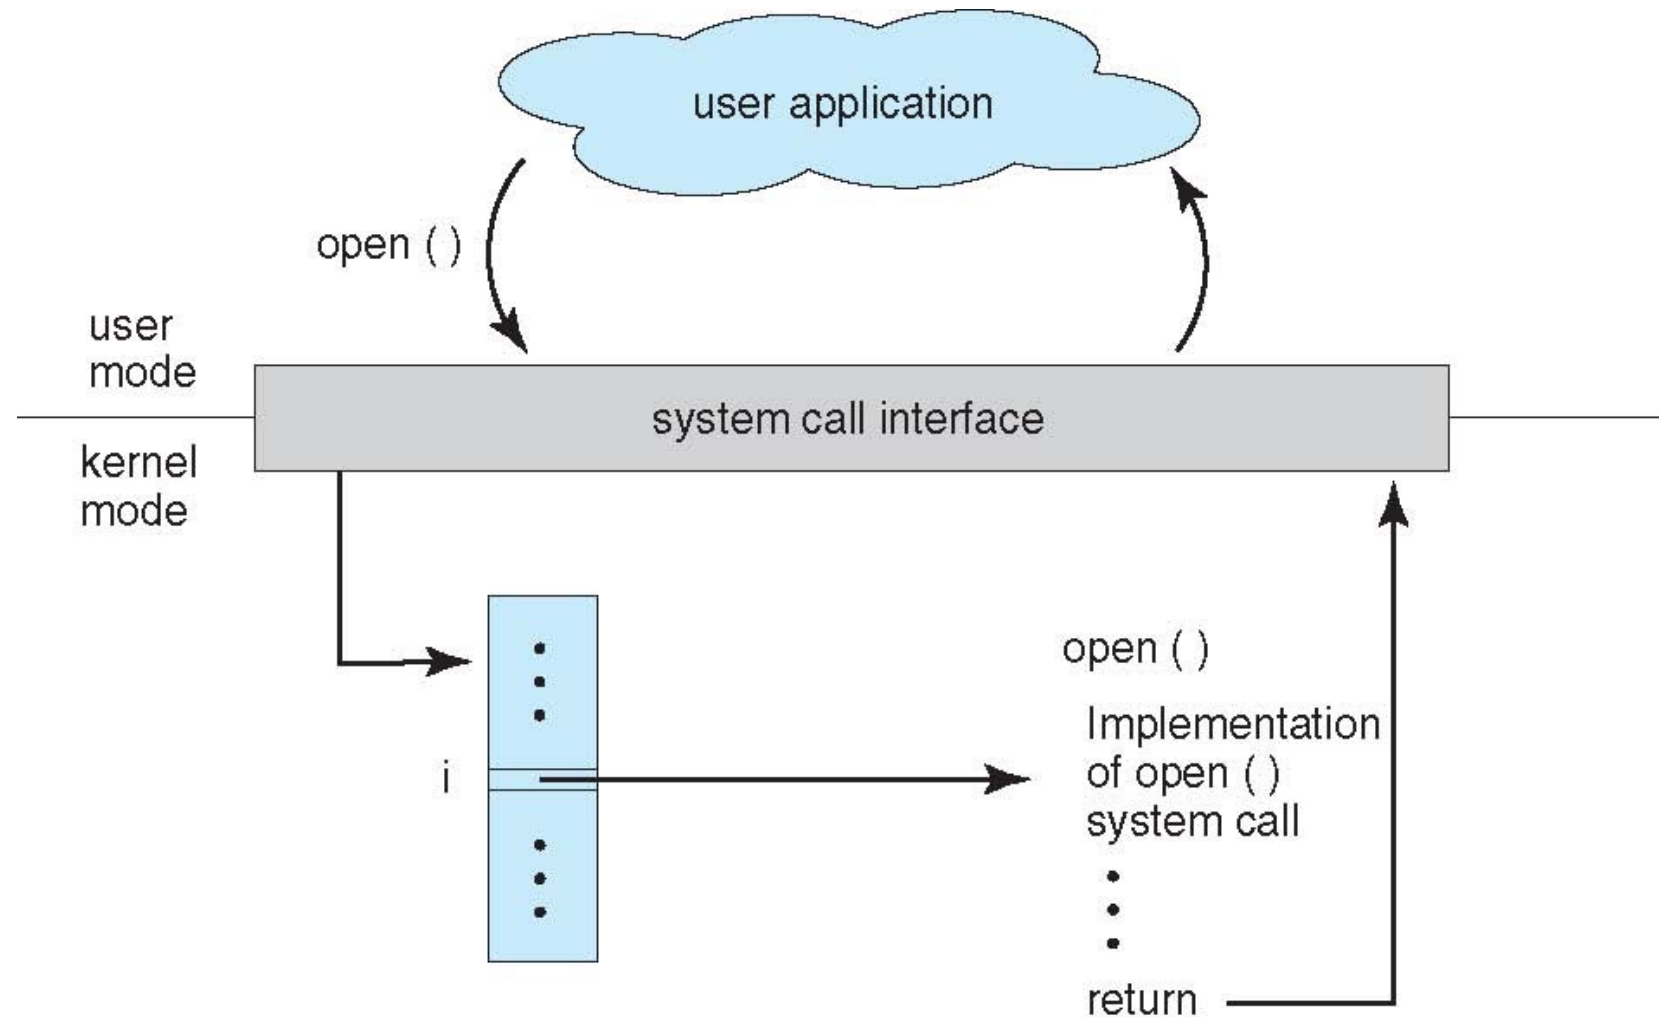 user application
open ( )
user
mode
system call interface
kernel
mode
open ( )
Implementation
of open ( )
system call
i
return